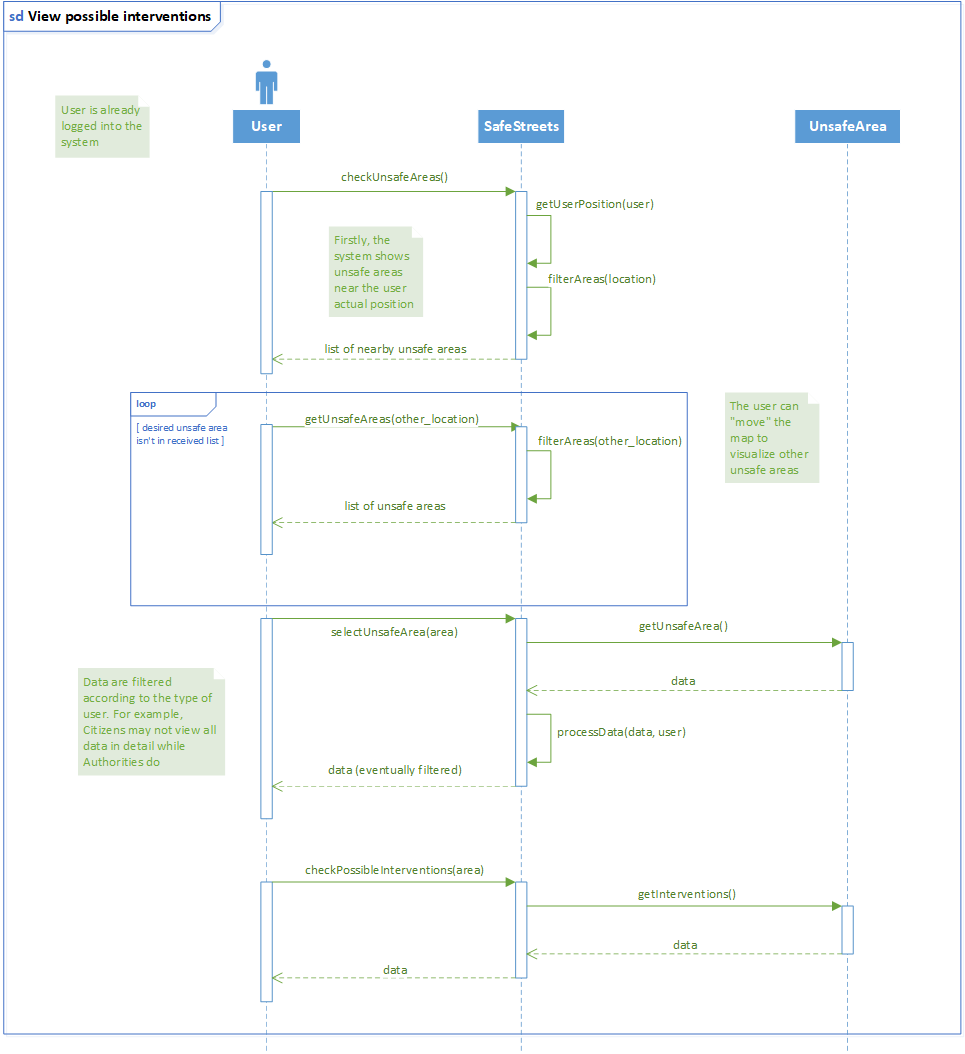 sd View possible interventions
User is already
logged into the
system
User
SafeStreets
UnsafeArea
checkUnsafeAreas()
getUserPosition(user)
Firstly, the
system shows
unsafe areas
near the user
actual position
filterAreas(location)
list of nearby unsafe areas
loop
[ desired unsafe area
isn't in received list ]
getUnsafeAreas(other_location)
filterAreas(other_location)
The user can
"move" the
map to
visualize other
unsafe areas
list of unsafe areas
selectUnsafeArea(area)
getUnsafeArea()
data
Data are filtered
according to the type of
user. For example,
Citizens may not view all
data in detail while
Authorities do
processData(data, user)
data (eventually filtered)
checkPossibleInterventions(area)
getInterventions()
data
data